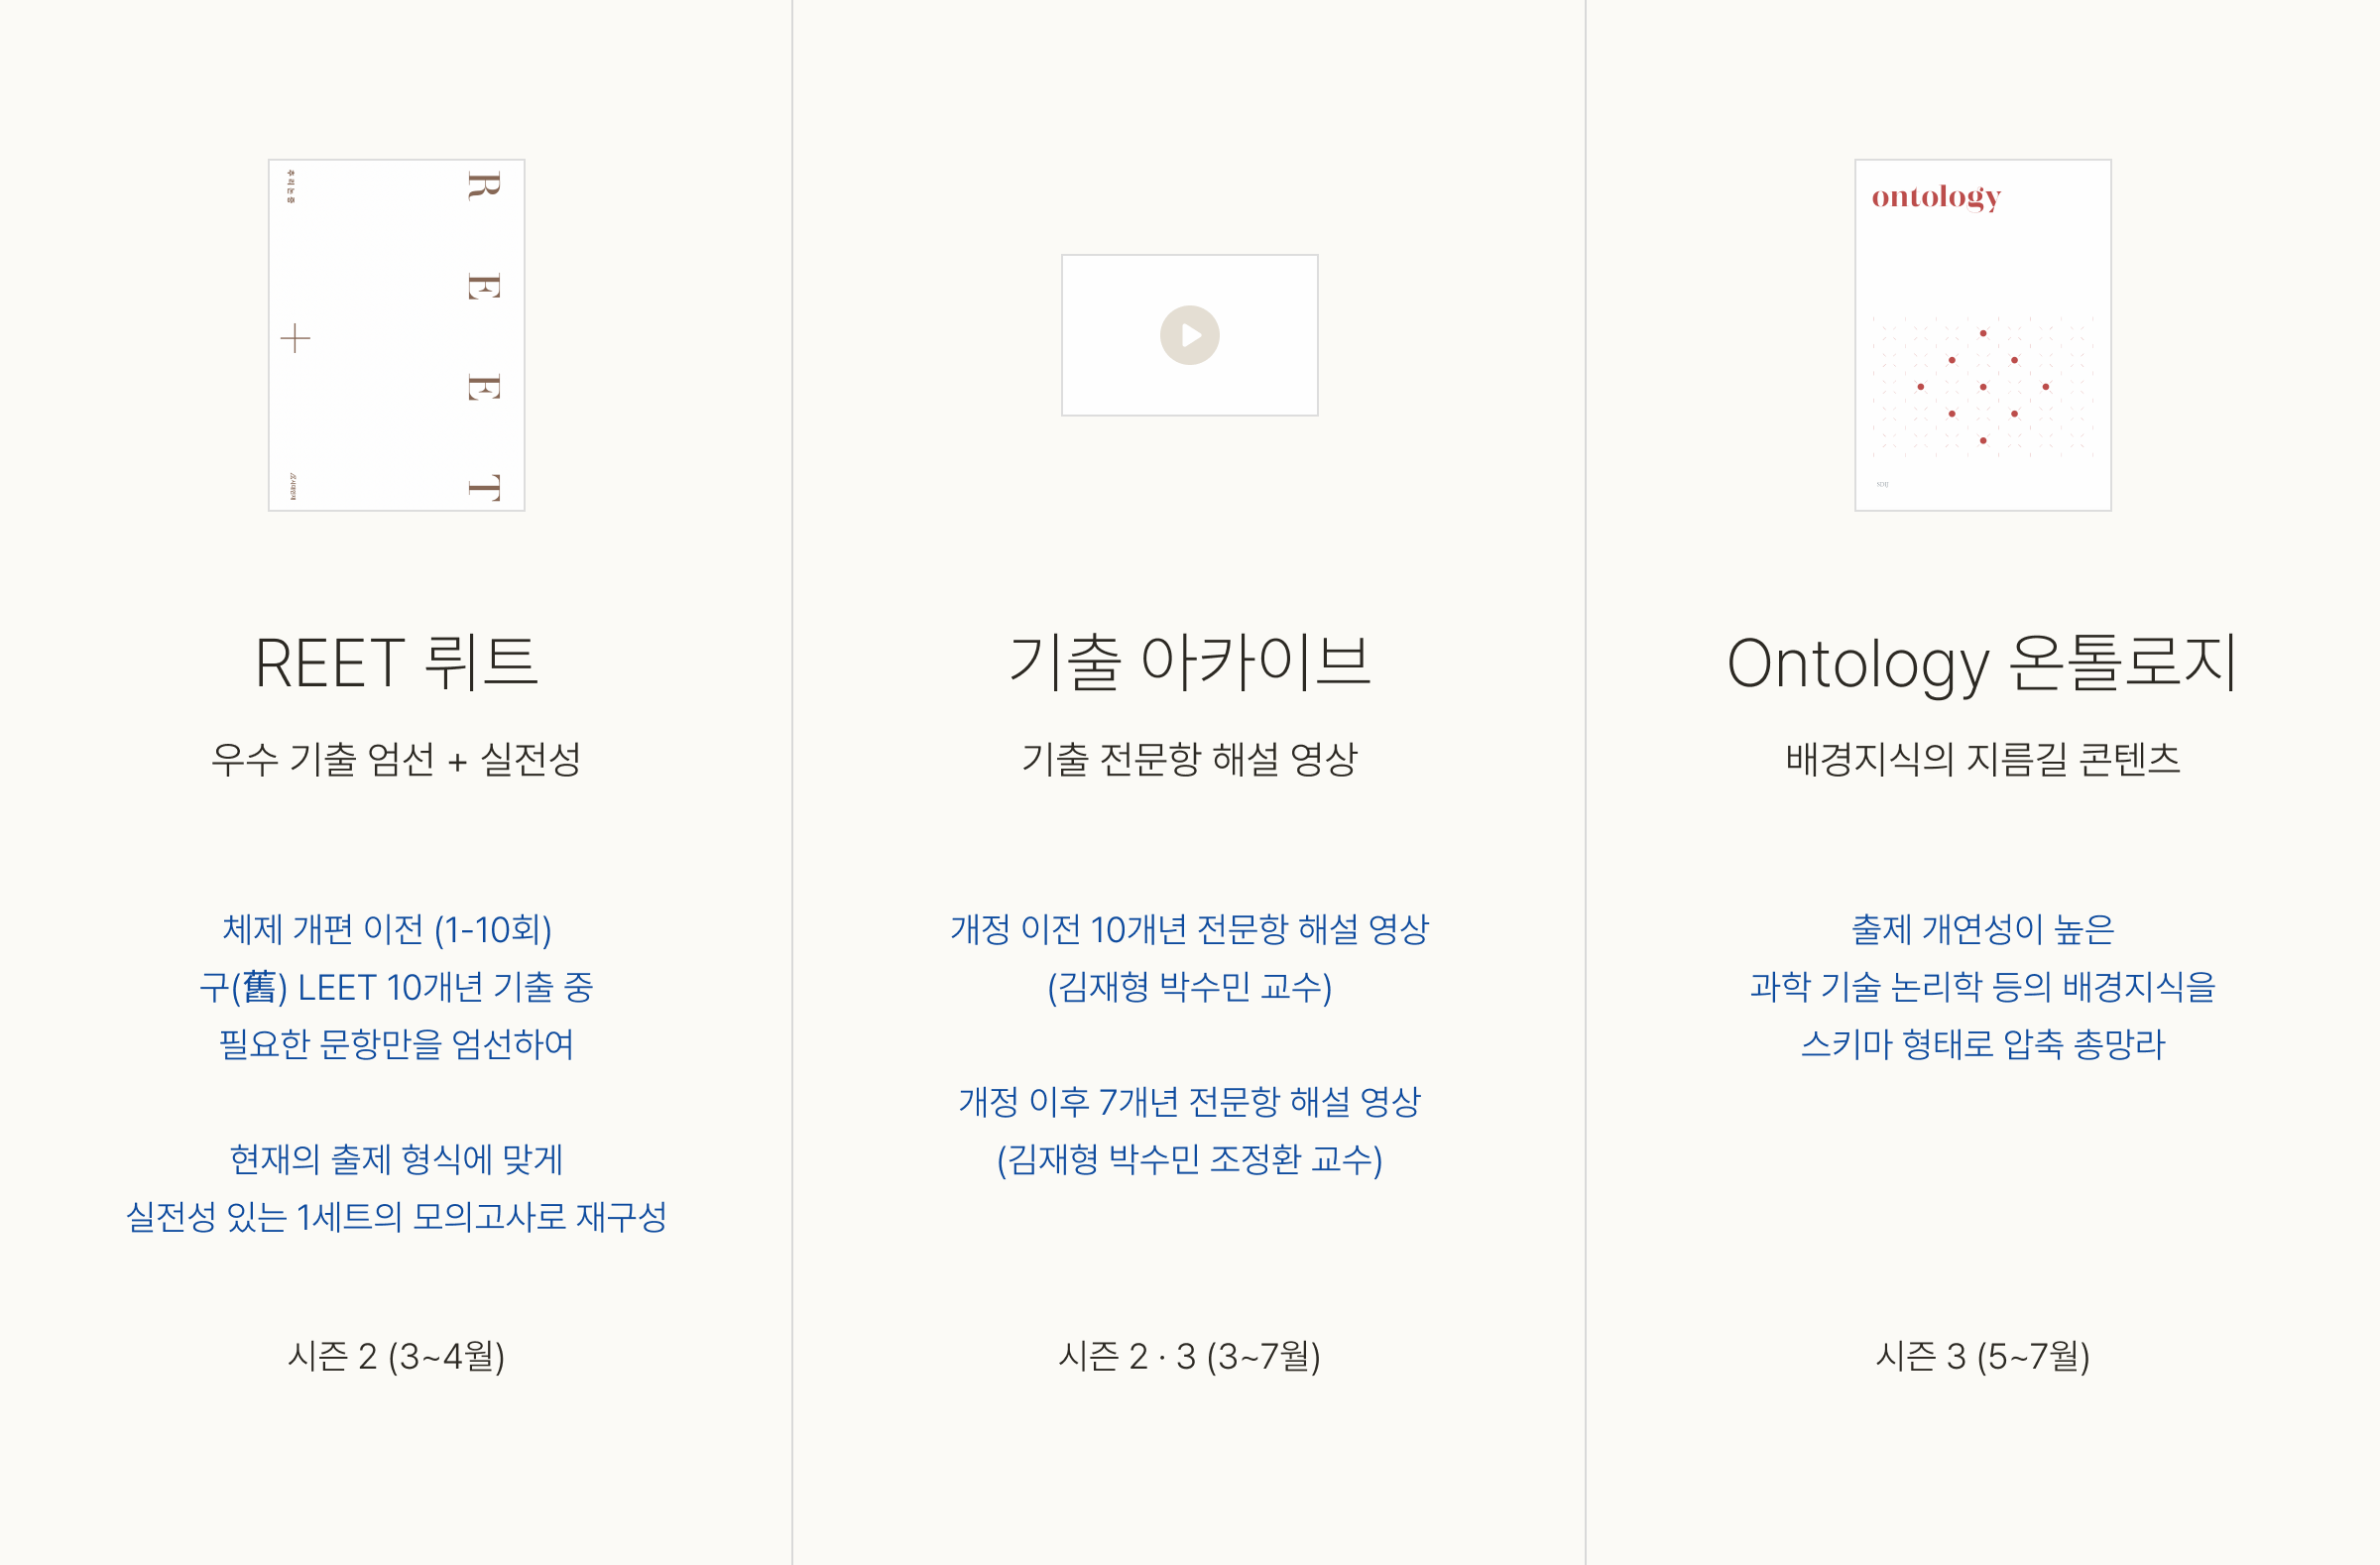 추리논증
REET
ontology
REET 뤼트
우수 기출 엄선 + 실전성
체제 개편 이전 (1-10회)
구(舊) LEET 10개년 기출 중
필요한 문항만을 엄선하여
현재의 출제 형식에 맞게
실전성 있는 1세트의 모의고사로 재구성
시즌 2 (3~4월)
기출 아카이브
기출 전문항 해설 영상
개정 이전 10개년 전문항 해설 영상
(김재형 박수민 교수)
개정 이후 7개년 전문항 해설 영상
(김재형 박수민 조정환 교수)
시즌 2 · 3 (3~7월)
Ontology 온톨로지
배경지식의 지름길 콘텐츠
출제 개연성이 높은
과학 기술 논리학 등의 배경지식을
스키마 형태로 압축 총망라
시즌 3 (5~7월)